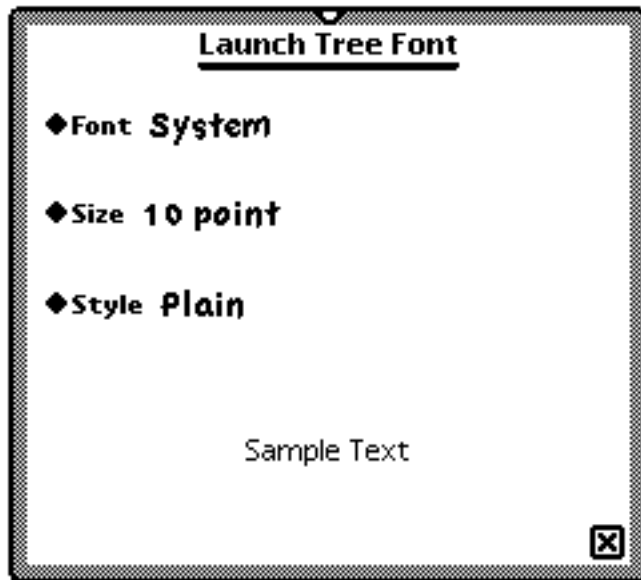 Launch Tree Font
◆Font System
◆Size 10 point
◆Style Plain
Sample Text